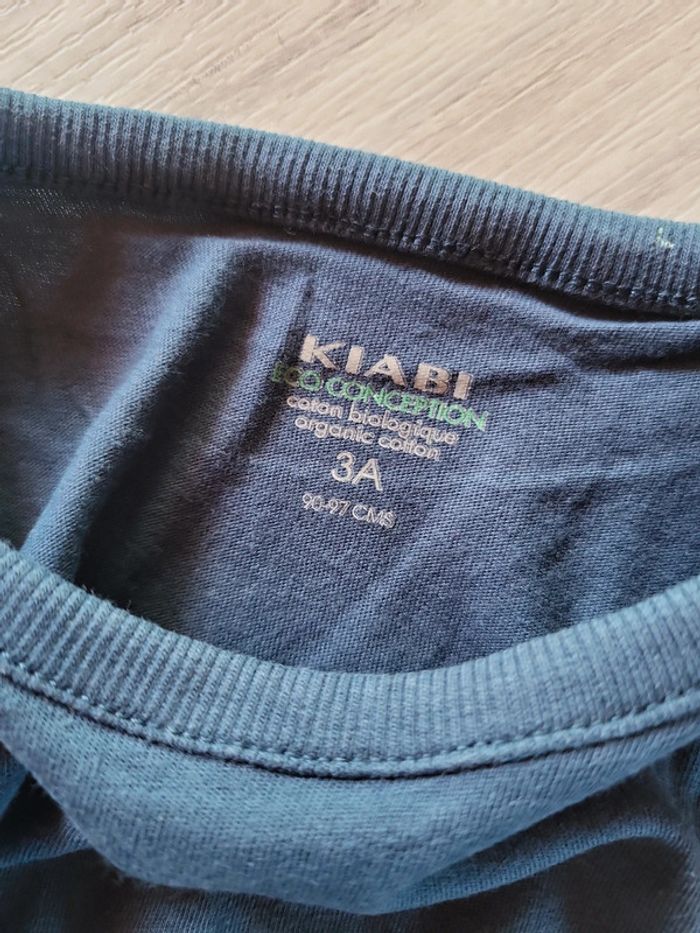 KIABI
ECO CONCEPTION
coton biologique
organic cotton
3A
90-97 CMS